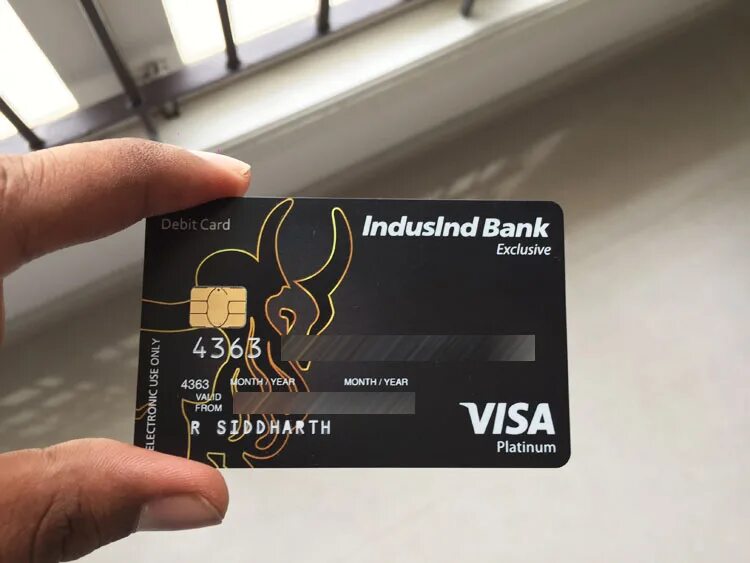 Debit Card
IndusInd Bank
Exclusive
4363
4363 MONTH / YEAR MONTH / YEAR
VALID
FROM
R SIDDHARTH
ELECTRONIC USE ONLY
VISA
Platinum